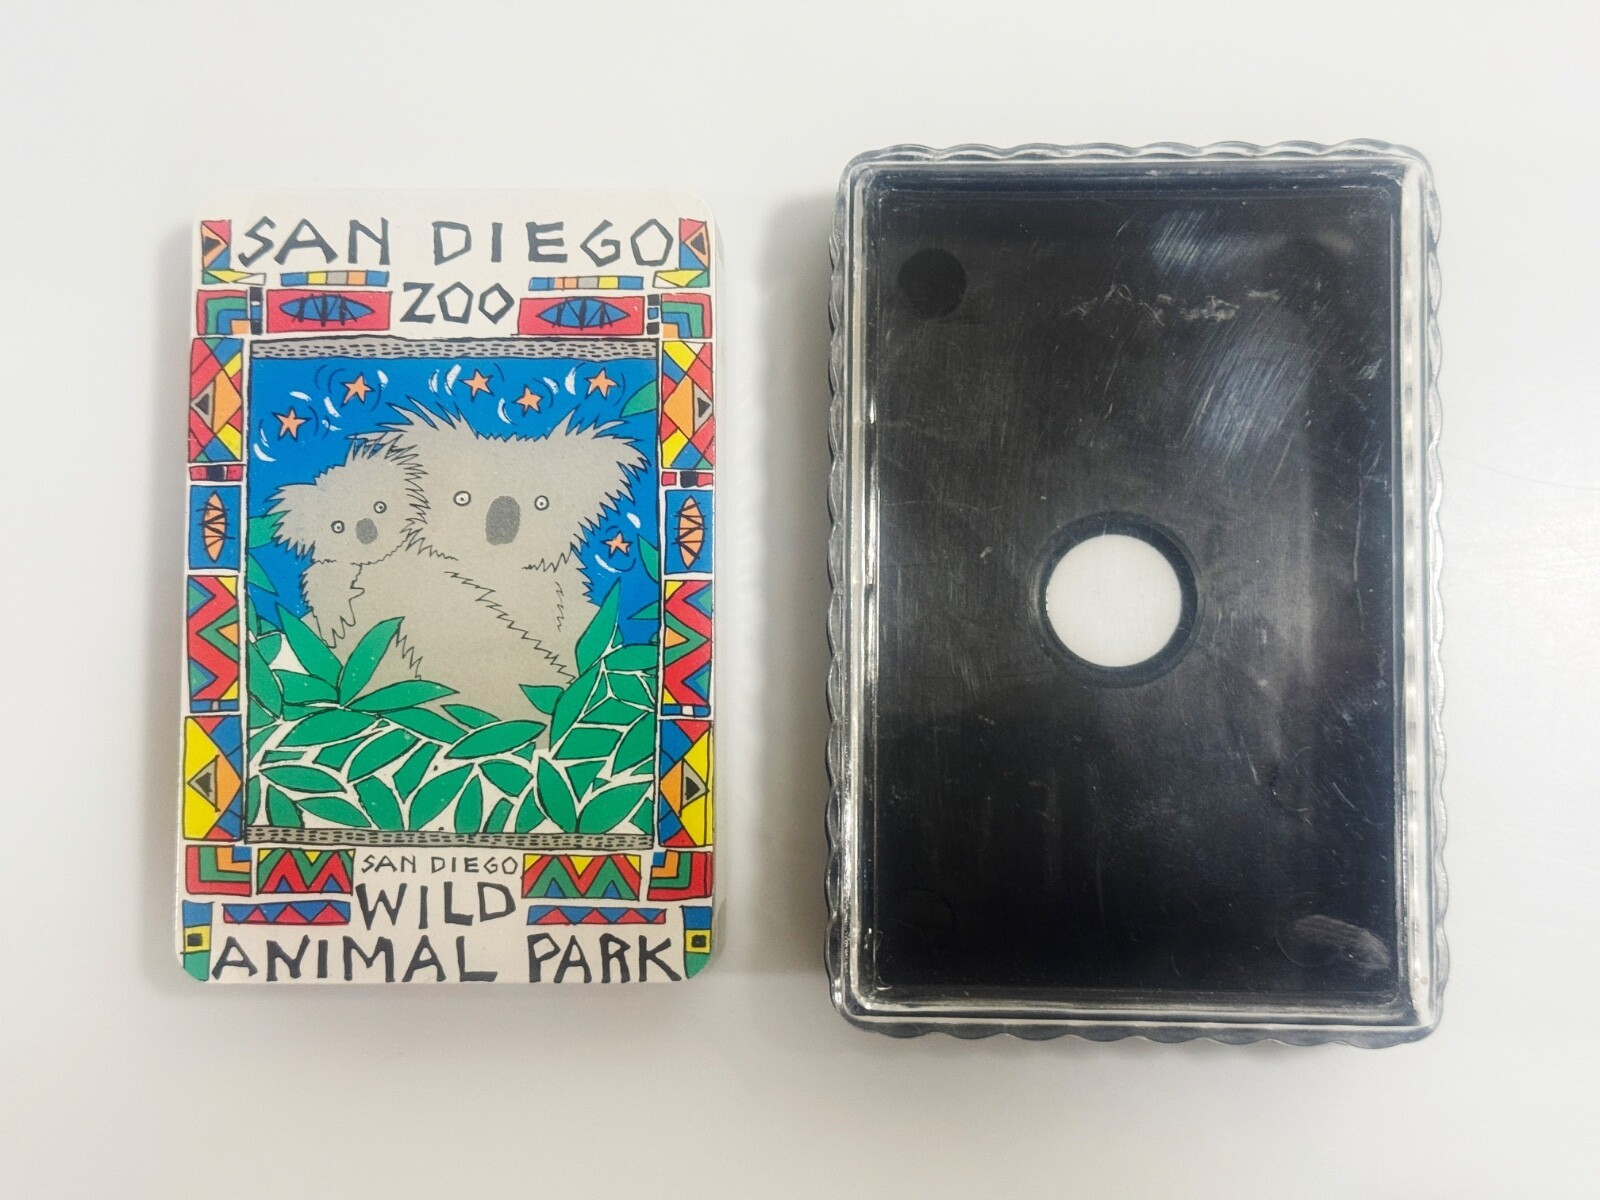 SAN DIEGO
ZOO
SAN DIEGO
WILD
ANIMAL PARK